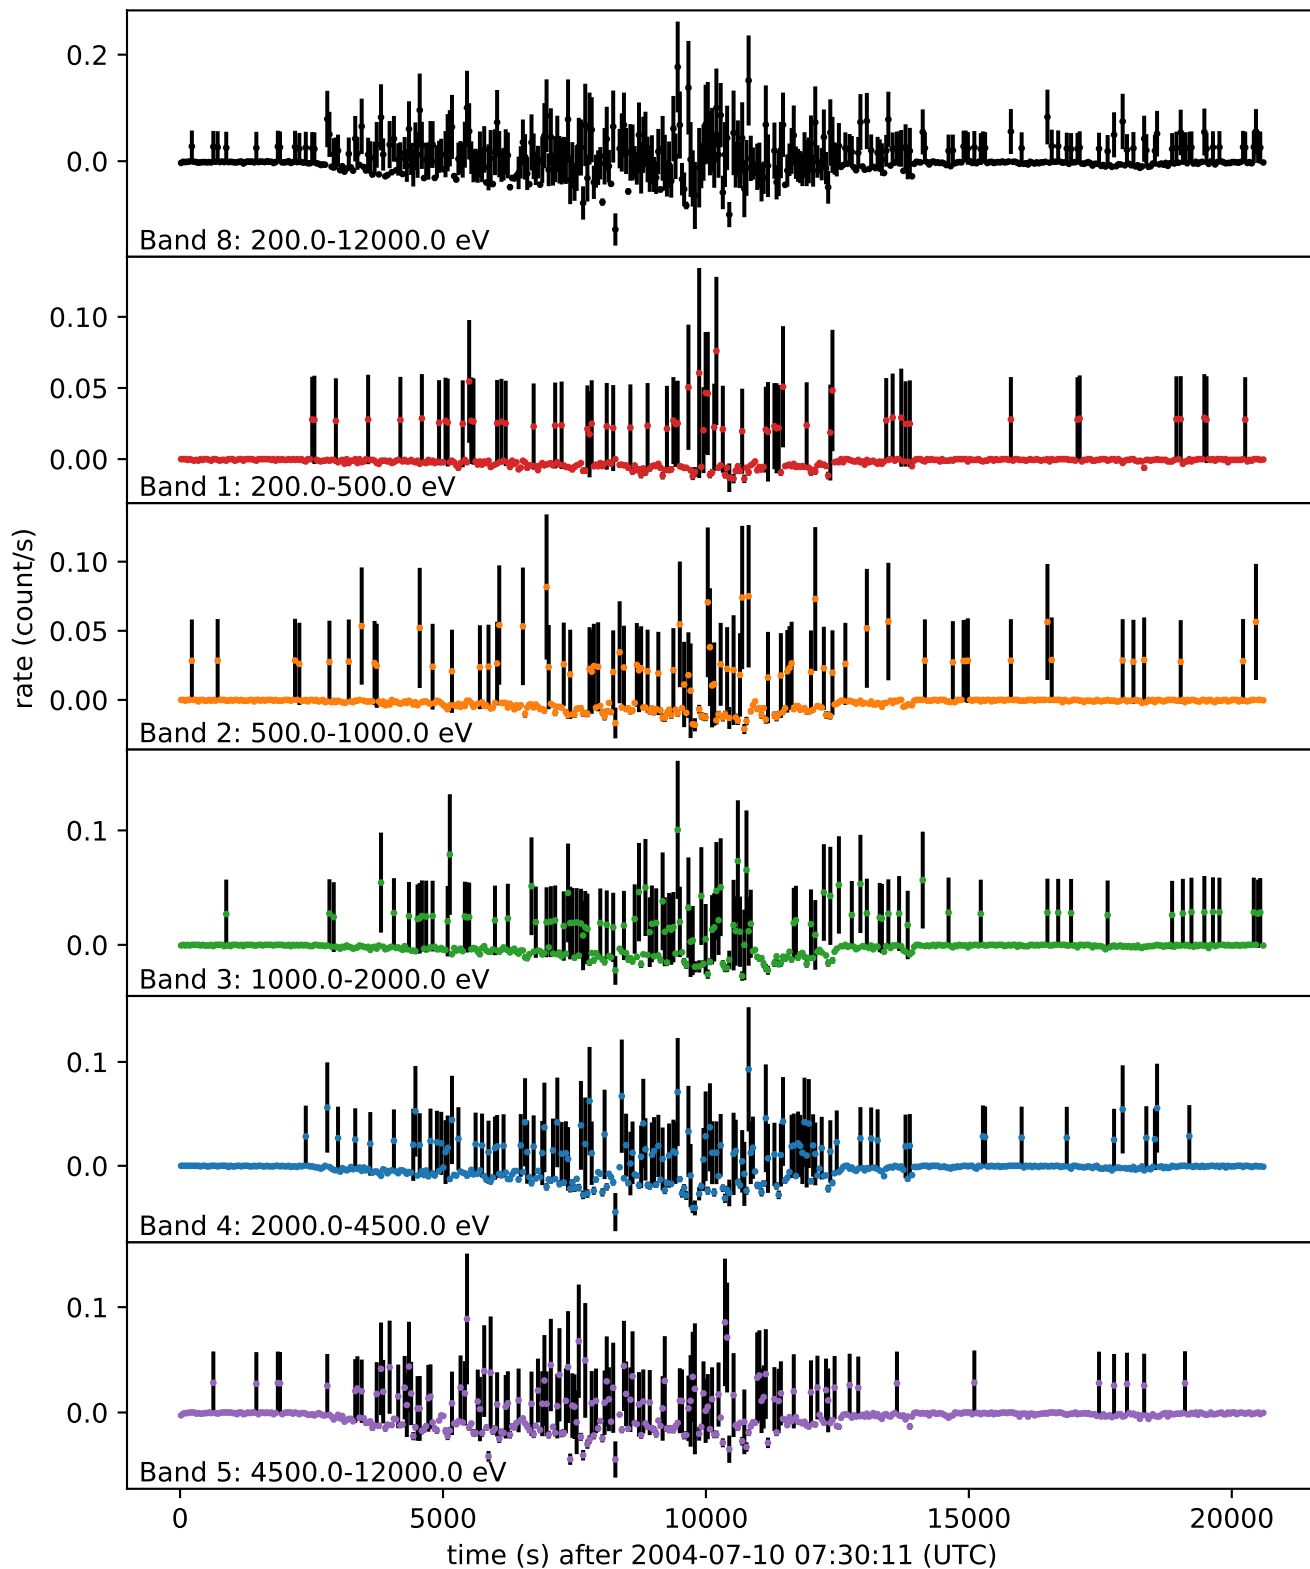 0.2
0.0
Band 8: 200.0-12000.0 eV
0.10
0.05
0.00
Band 1: 200.0-500.0 eV
rate (count/s)
0.10
0.05
0.00
Band 2: 500.0-1000.0 eV
0.1
0.0
Band 3: 1000.0-2000.0 eV
0.1
0.0
Band 4: 2000.0-4500.0 eV
0.1
0.0
Band 5: 4500.0-12000.0 eV
0 5000 10000 15000 20000
time (s) after 2004-07-10 07:30:11 (UTC)